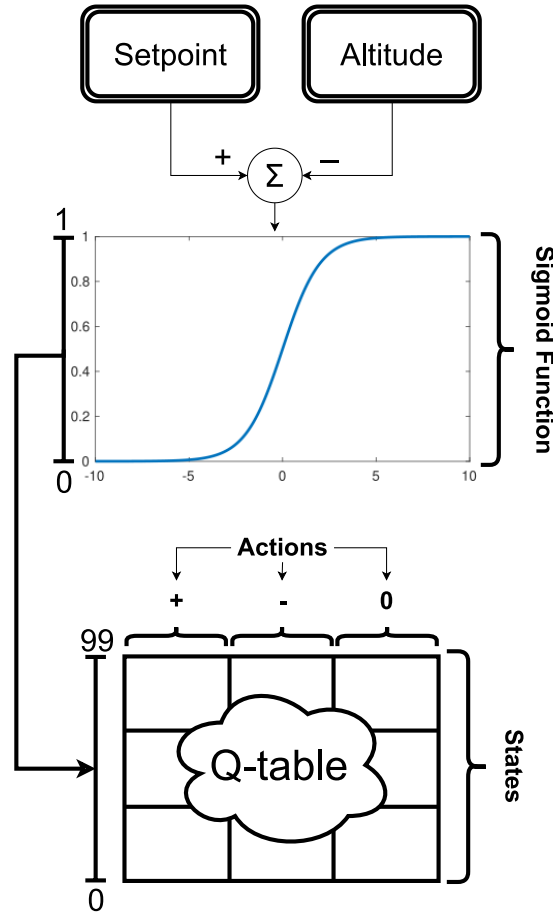 Setpoint
Altitude
+
−
Σ
1
1
0.8
0.6
0.4
0.2
0
0
-10
-5
0
5
10
Sigmoid Function
Actions
+
-
0
99
Q-table
States
0